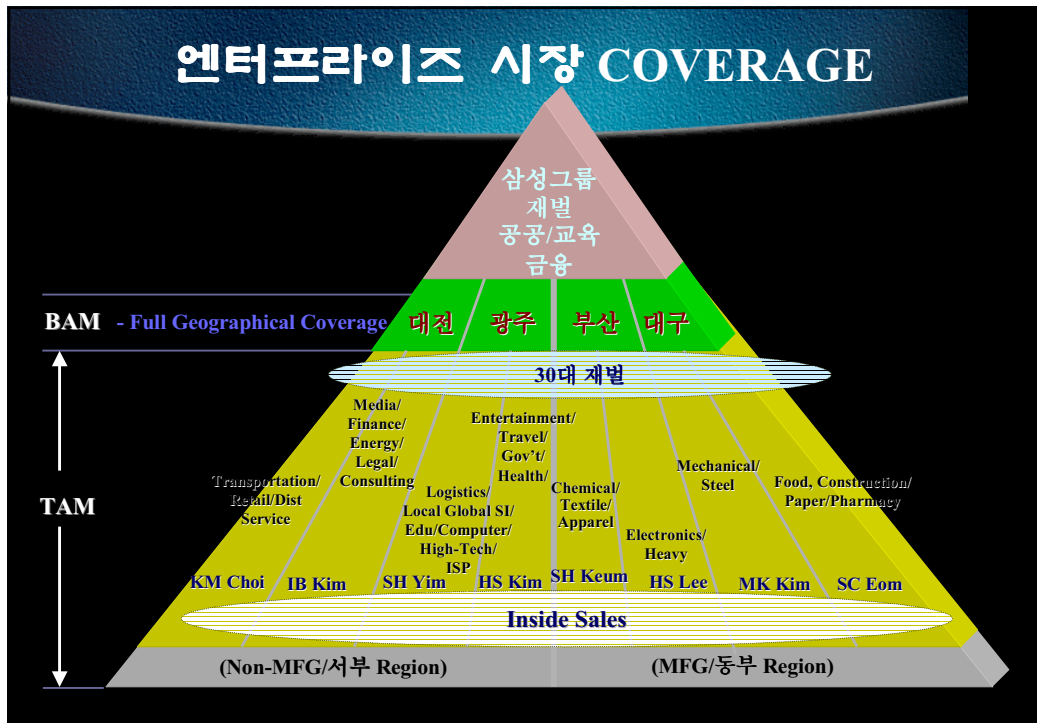 엔터프라이즈 시장 COVERAGE
삼성그룹
재벌
공공/교육
금융
BAM - Full Geographical Coverage
대전
광주
부산
대구
30대 재벌
TAM
Transportation/
Retail/Dist
Service
Media/
Finance/
Energy/
Legal/
Consulting
Logistics/
Local Global SI/
Edu/Computer/
High-Tech/
ISP
Entertainment/
Travel/
Gov't/
Health/
Chemical/
Textile/
Apparel
Electronics/
Heavy
Mechanical/
Steel
Food, Construction/
Paper/Pharmacy
KM Choi
IB Kim
SH Yim
HS Kim
SH Keum
HS Lee
MK Kim
SC Eom
Inside Sales
(Non-MFG/서부 Region)
(MFG/동부 Region)